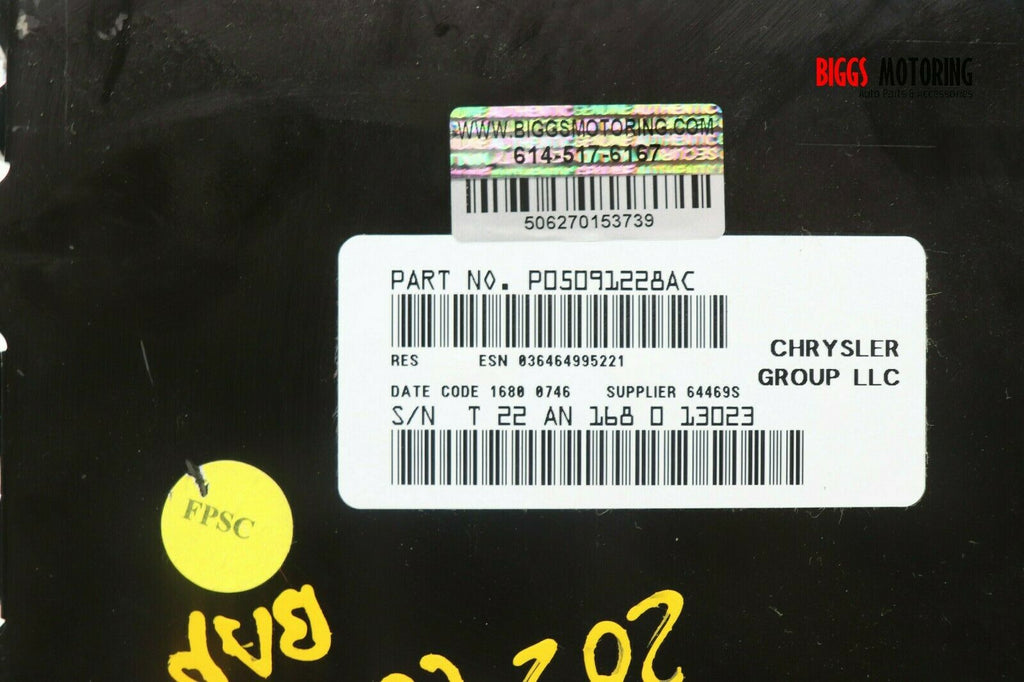 BIGGS MOTORING
Auto Parts & Accessories
WWW.BIGGSMOTORING.COM
614-517-6167
506270153739
PART NO. P05091228AC
RES ESN 036464995221
CHRYSLER
GROUP LLC
DATE CODE 1680 0746 SUPPLIER 64469S
S/N T 22 AN 168 0 13023
FPSC